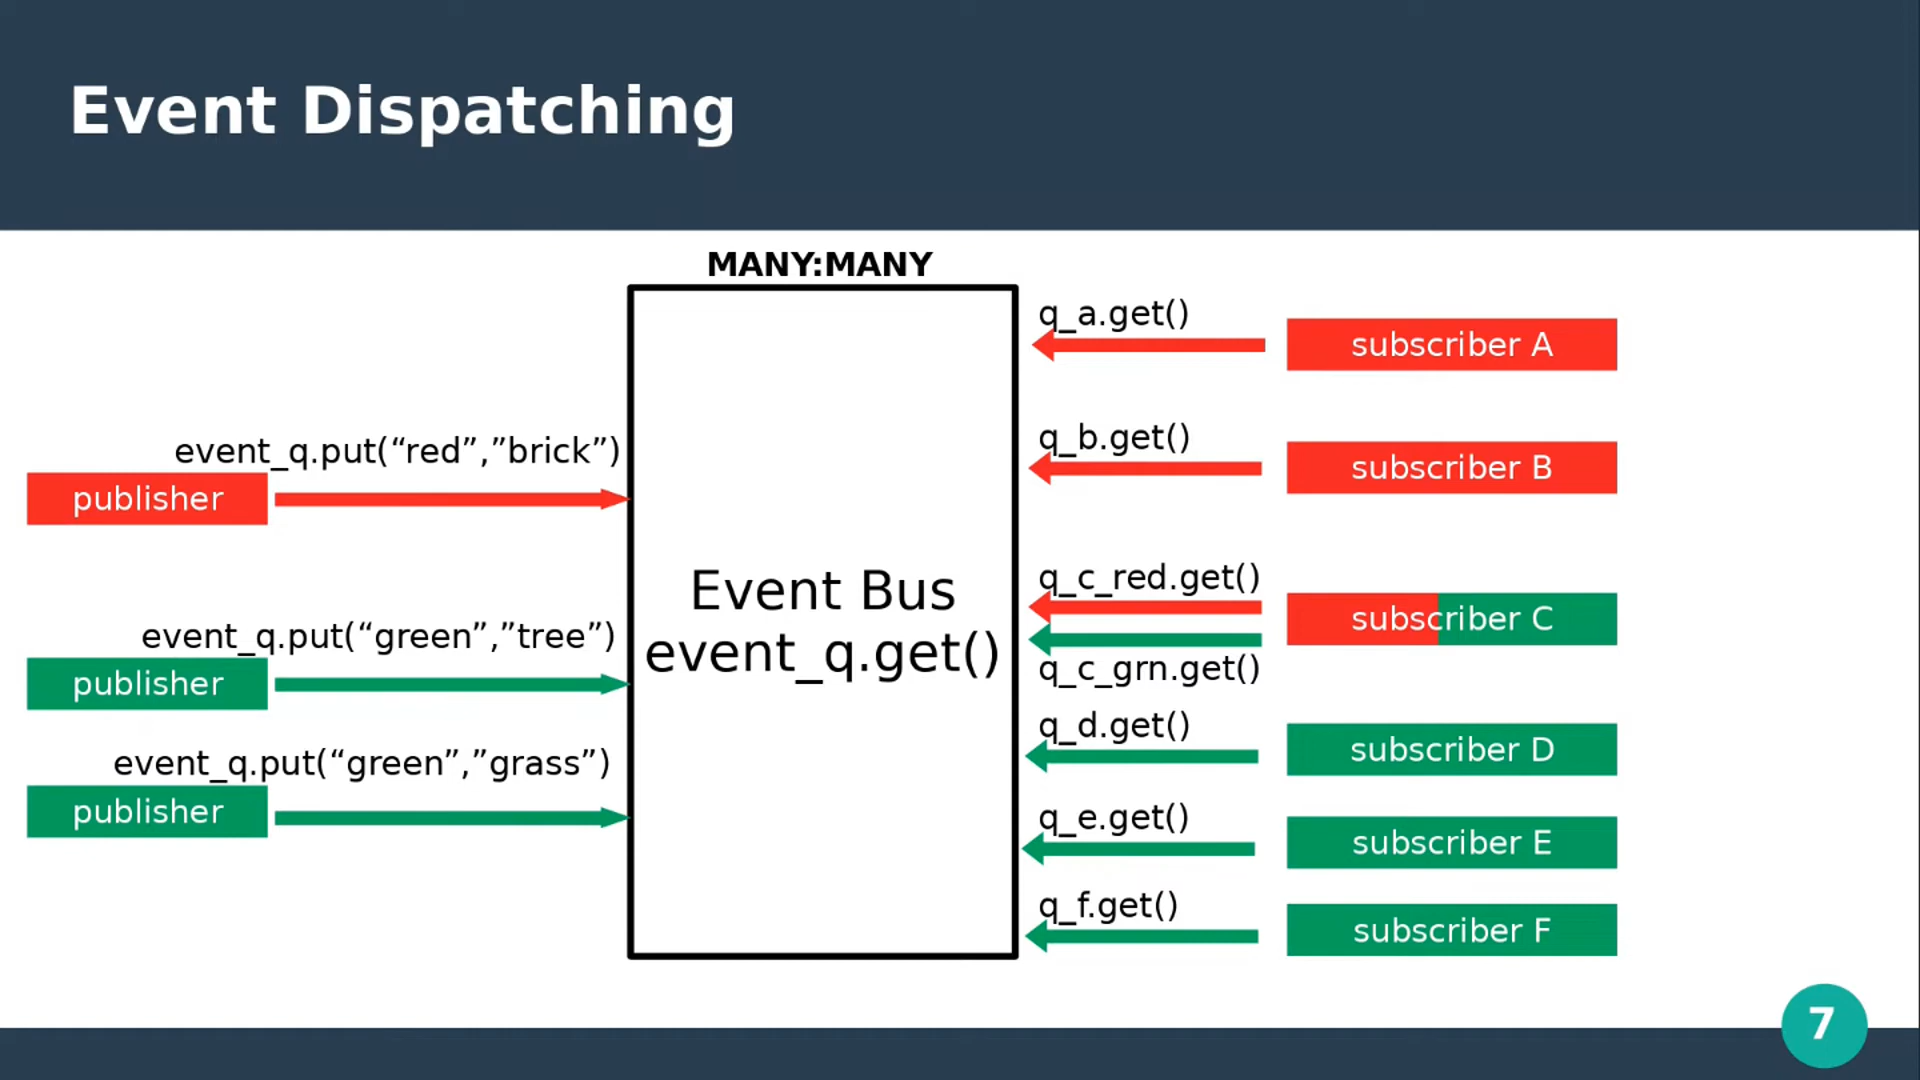 Event Dispatching
MANY:MANY
event_q.put(“red”,”brick”)
publisher
event_q.put(“green”,”tree”)
publisher
event_q.put(“green”,”grass”)
publisher
Event Bus
event_q.get()
q_a.get()
subscriber A
q_b.get()
subscriber B
q_c_red.get()
subscriber C
q_c_grn.get()
q_d.get()
subscriber D
q_e.get()
subscriber E
q_f.get()
subscriber F
7